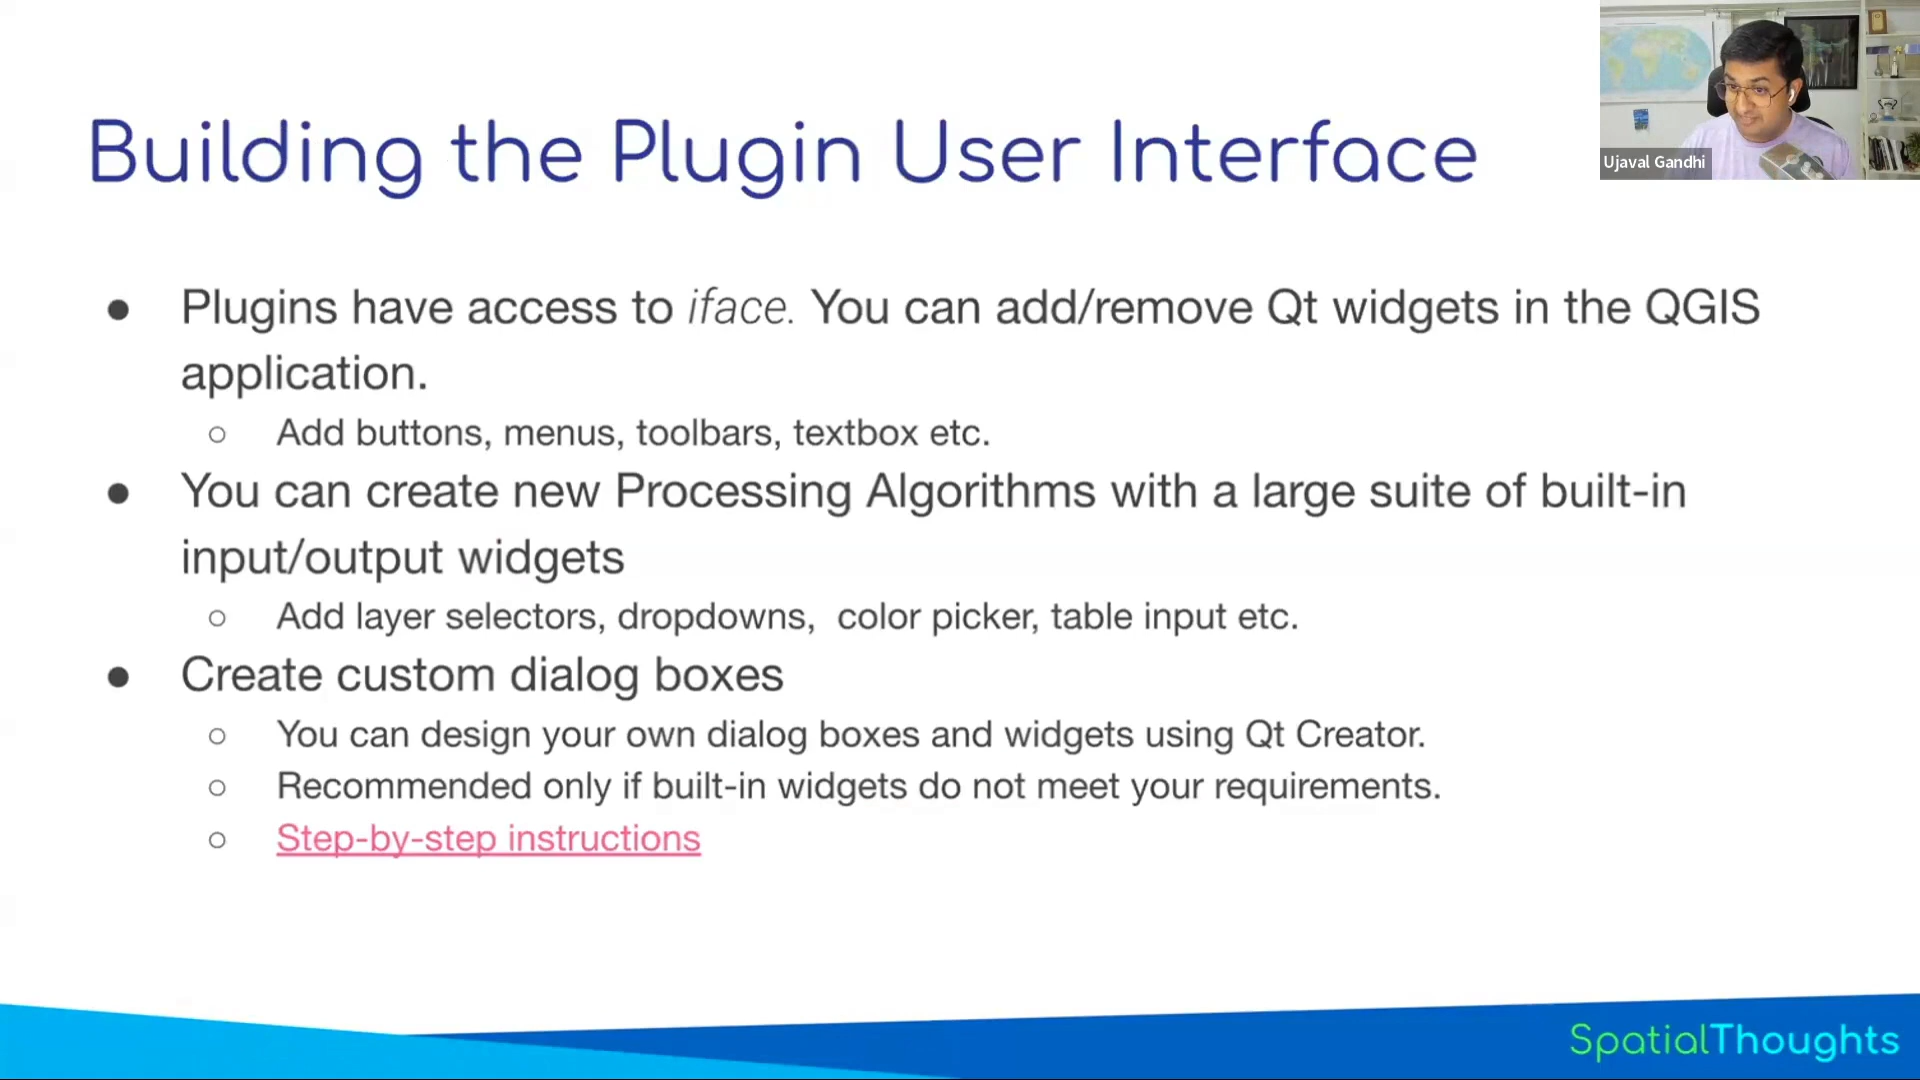 Building the Plugin User Interface
Ujaval Gandhi
● Plugins have access to iface. You can add/remove Qt widgets in the QGIS
application.
○ Add buttons, menus, toolbars, textbox etc.
● You can create new Processing Algorithms with a large suite of built-in
input/output widgets
○ Add layer selectors, dropdowns, color picker, table input etc.
● Create custom dialog boxes
○ You can design your own dialog boxes and widgets using Qt Creator.
○ Recommended only if built-in widgets do not meet your requirements.
○ Step-by-step instructions
SpatialThoughts